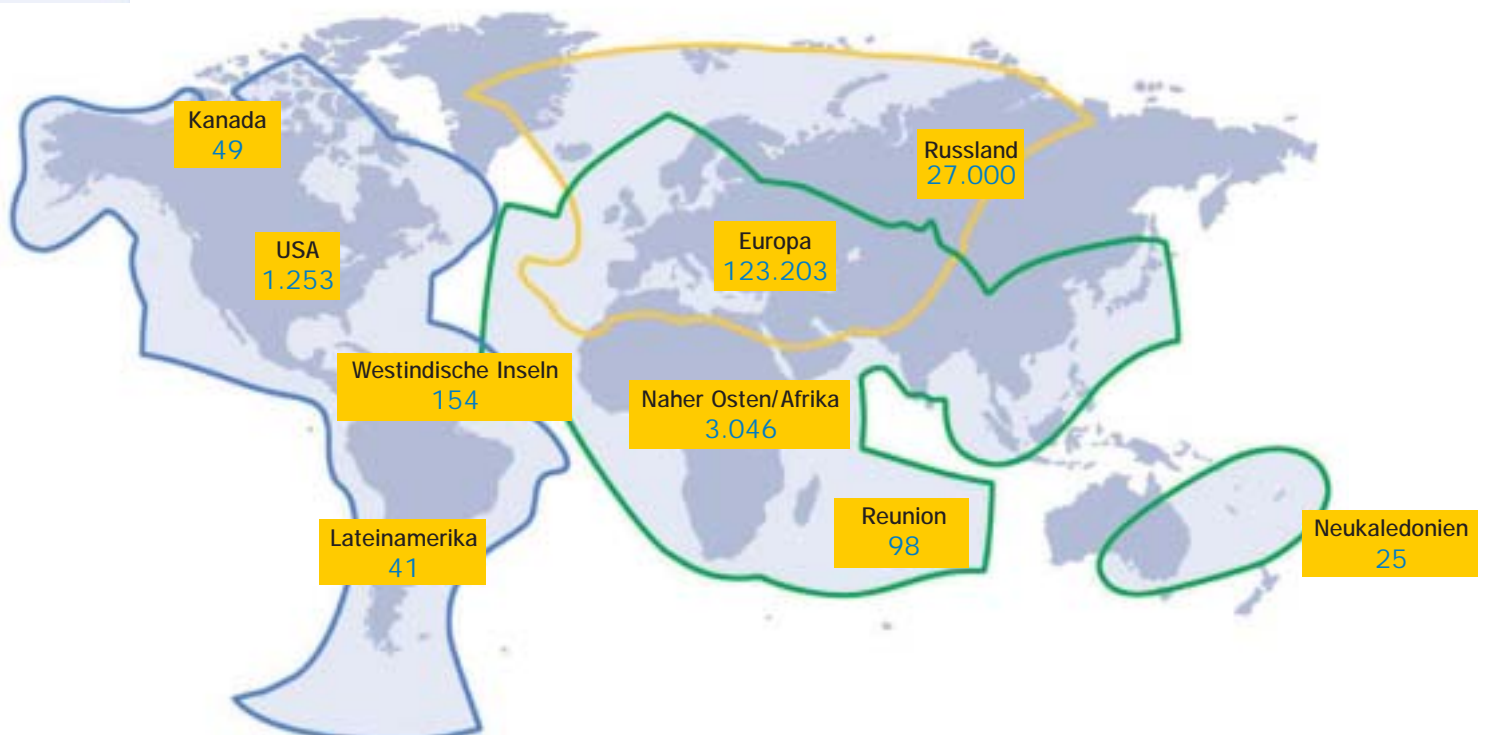 Kanada
49
Russland
27.000
USA
1.253
Europa
123.203
Westindische Inseln
154
Naher Osten/Afrika
3.046
Reunion
98
Lateinamerika
41
Neukaledonien
25